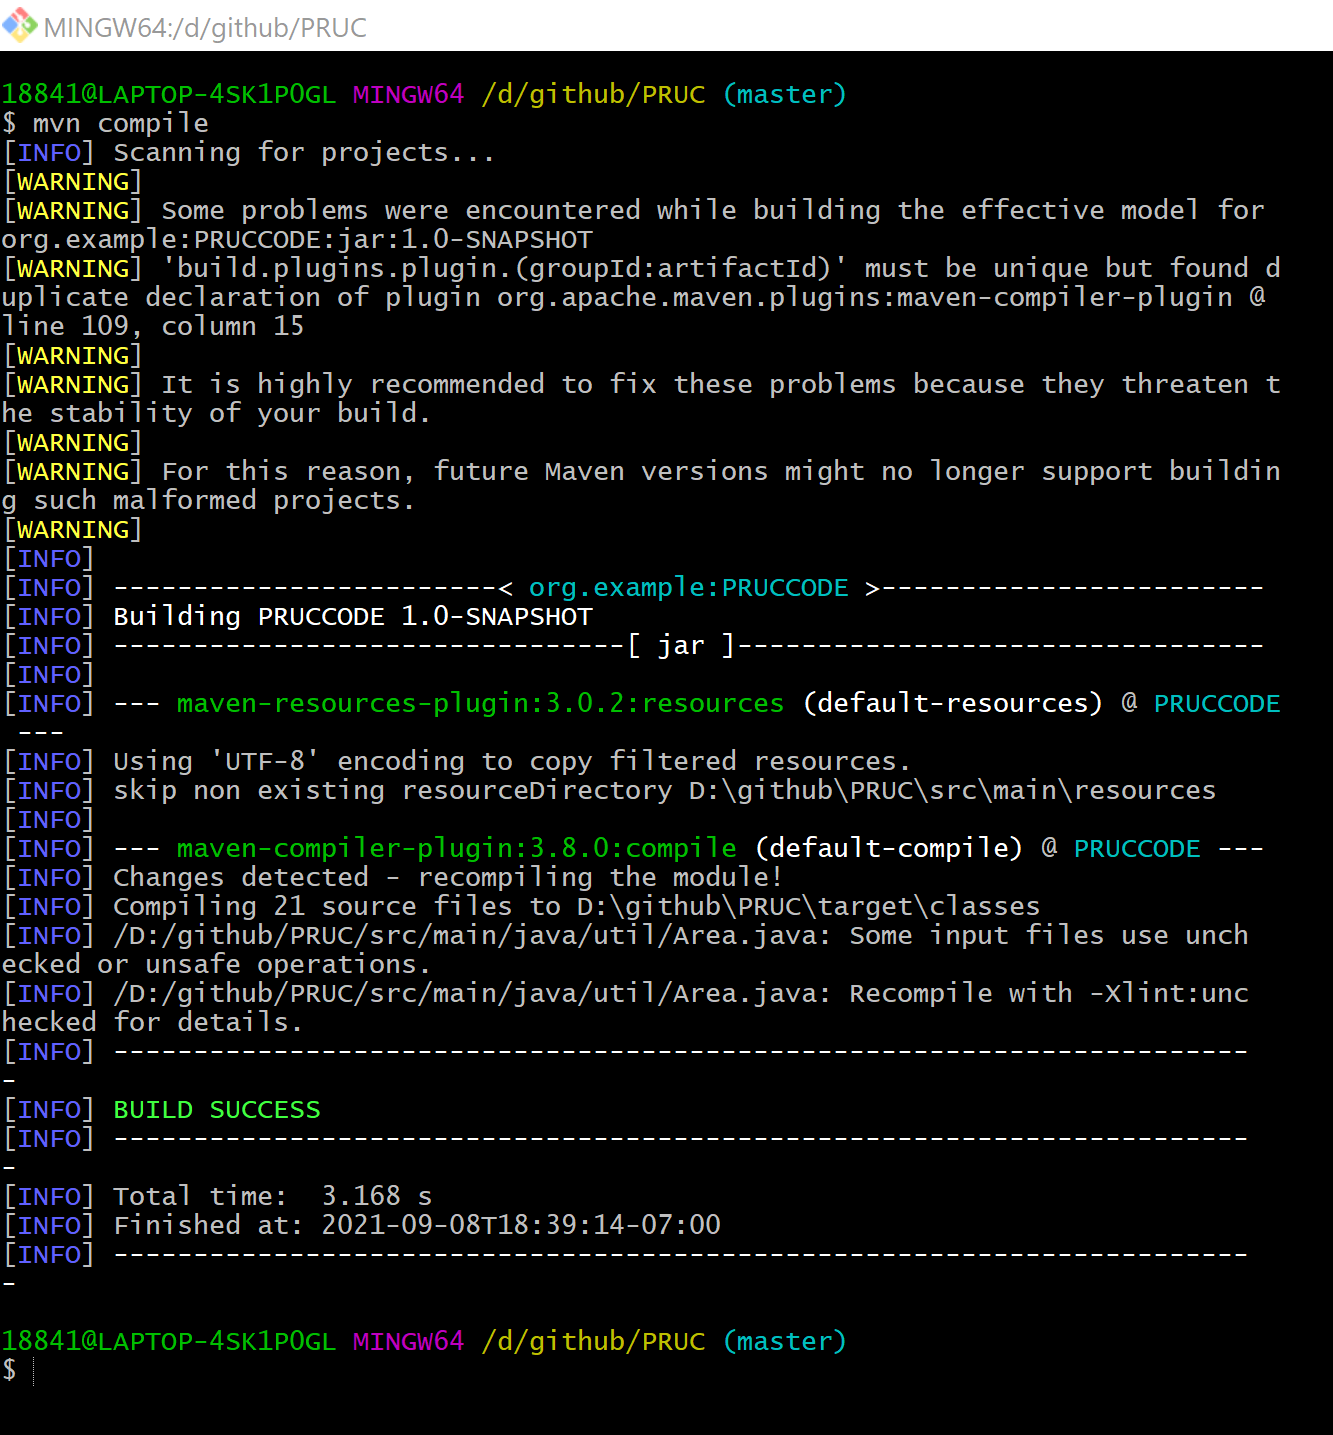 MINGW64:/d/github/PRUC
18841@LAPTOP-4SK1P0GL MINGW64 /d/github/PRUC (master)
$ mvn compile
[INFO] Scanning for projects...
[WARNING]
[WARNING] Some problems were encountered while building the effective model for
org.example:PRUCCODE:jar:1.0-SNAPSHOT
[WARNING] 'build.plugins.plugin.(groupId:artifactId)' must be unique but found d
uplicate declaration of plugin org.apache.maven.plugins:maven-compiler-plugin @
line 109, column 15
[WARNING]
[WARNING] It is highly recommended to fix these problems because they threaten t
he stability of your build.
[WARNING]
[WARNING] For this reason, future Maven versions might no longer support buildin
g such malformed projects.
[WARNING]
[INFO]
[INFO] ------------------------< org.example:PRUCCODE >------------------------
[INFO] Building PRUCCODE 1.0-SNAPSHOT
[INFO] --------------------------------[ jar ]---------------------------------
[INFO]
[INFO] --- maven-resources-plugin:3.0.2:resources (default-resources) @ PRUCCODE
 ---
[INFO] Using 'UTF-8' encoding to copy filtered resources.
[INFO] skip non existing resourceDirectory D:\github\PRUC\src\main\resources
[INFO]
[INFO] --- maven-compiler-plugin:3.8.0:compile (default-compile) @ PRUCCODE ---
[INFO] Changes detected - recompiling the module!
[INFO] Compiling 21 source files to D:\github\PRUC\target\classes
[INFO] /D:/github/PRUC/src/main/java/util/Area.java: Some input files use unch
ecked or unsafe operations.
[INFO] /D:/github/PRUC/src/main/java/util/Area.java: Recompile with -Xlint:unc
hecked for details.
[INFO] -----------------------------------------------------------------------
-
[INFO] BUILD SUCCESS
[INFO] -----------------------------------------------------------------------
-
[INFO] Total time:  3.168 s
[INFO] Finished at: 2021-09-08T18:39:14-07:00
[INFO] -----------------------------------------------------------------------
-
18841@LAPTOP-4SK1P0GL MINGW64 /d/github/PRUC (master)
$